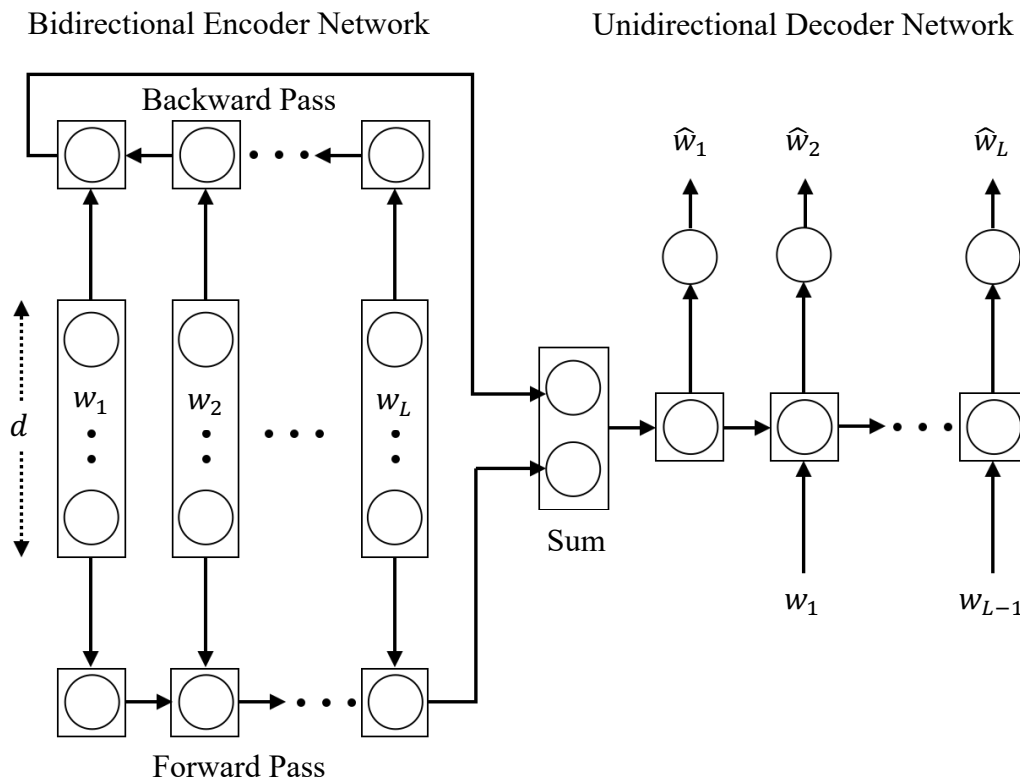 Bidirectional Encoder Network
Unidirectional Decoder Network
Backward Pass
ŵ₁ ŵ₂ ŵ_L
d
w₁ w₂ w_L
Sum
w₁ w_{L−1}
Forward Pass